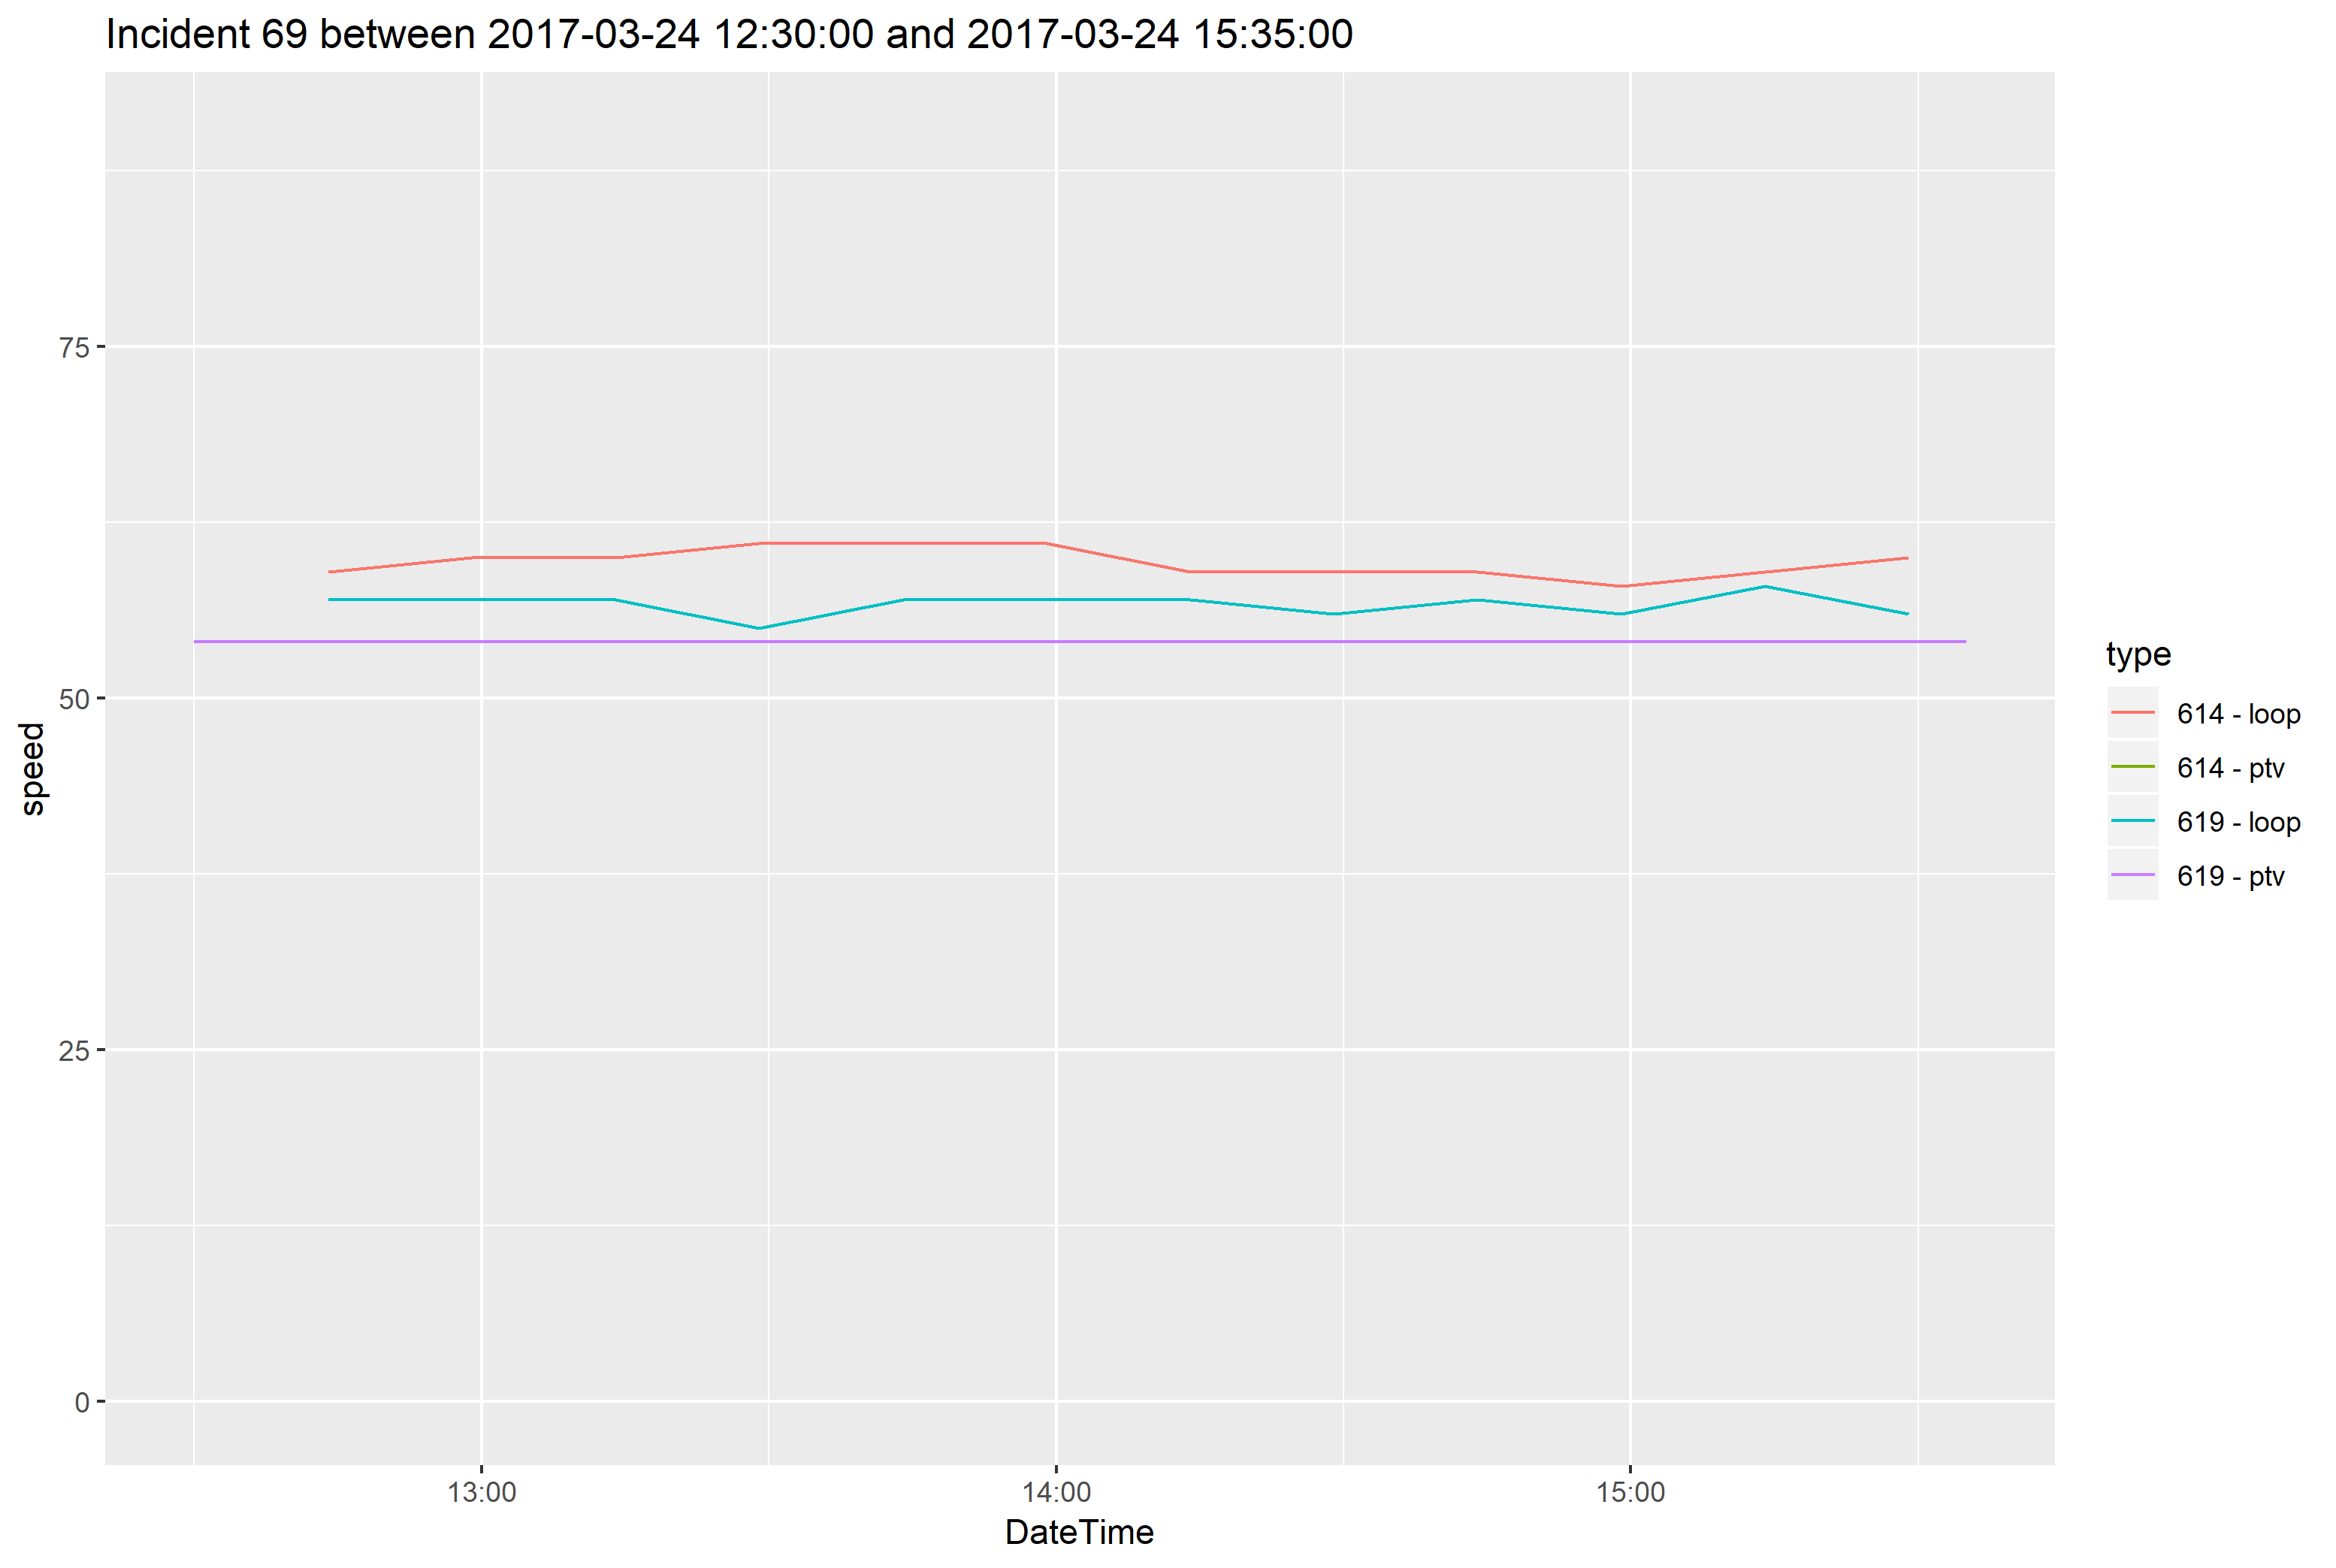 Incident 69 between 2017-03-24 12:30:00 and 2017-03-24 15:35:00
75
50
25
0
speed
13:00 14:00 15:00
DateTime
type
614 - loop
614 - ptv
619 - loop
619 - ptv